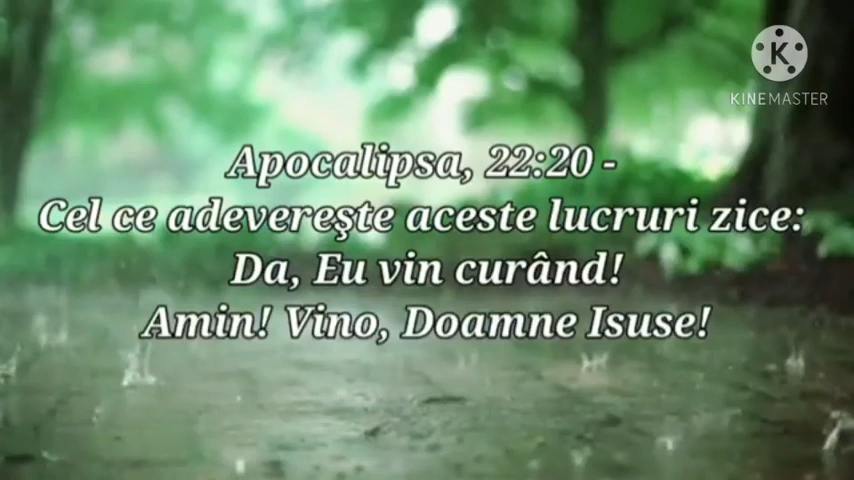 KINEMASTER
Apocalipsa, 22:20 -
Cel ce adevereşte aceste lucruri zice:
Da, Eu vin curând!
Amin! Vino, Doamne Isuse!